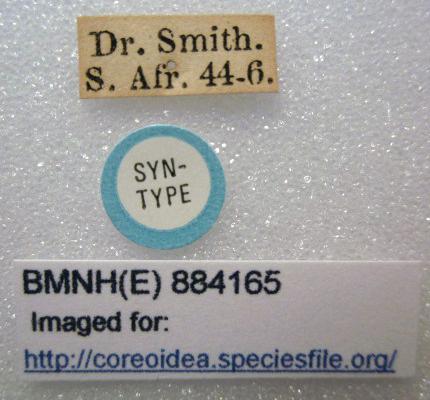 Dr. Smith.
S. Afr. 44-6.
SYN-
TYPE
BMNH(E) 884165
Imaged for:
http://coreoidea.speciesfile.org/